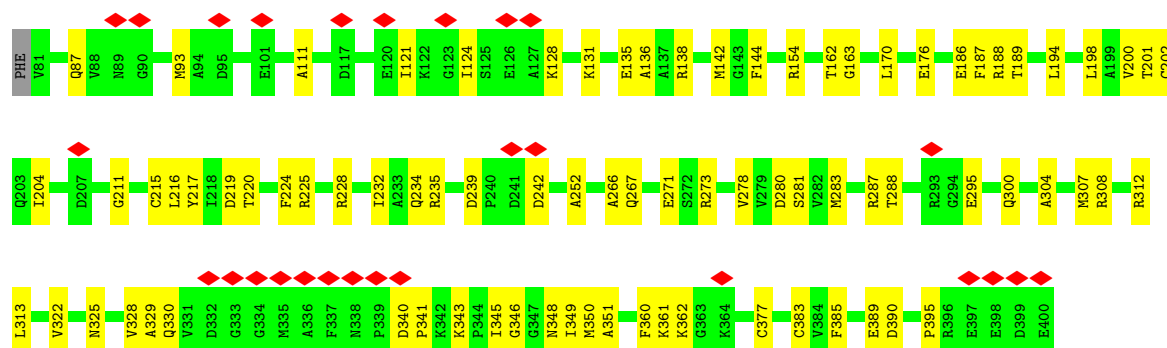 PHE V81 Q87 V88 N89 G90 M93 A94 D95 E101 A111 D117 E120 I121 K122 G123 I124 S125 E126 A127 K128 K131 E135 A136 A137 R138 M142 G143 F144 R154 T162 G163 L170 E176 E186 F187 R188 T189 L194 L198 A199 V200 T201 G202
Q203 I204 D207 G211 C215 L216 Y217 I218 D219 T220 F224 R225 R228 I232 A233 Q234 R235 D239 P240 D241 D242 A252 A266 Q267 E271 S272 R273 V278 V279 D280 S281 V282 M283 R287 T288 R293 G294 E295 Q300 A304 M307 R308 R312
L313 V322 N325 V328 A329 Q330 V331 D332 G333 G334 M335 A336 F337 N338 P339 D340 P341 K342 K343 P344 I345 G346 G347 N348 I349 M350 A351 F360 K361 K362 G363 K364 C377 C383 V384 F385 E389 D390 P395 R396 E397 E398 D399 E400